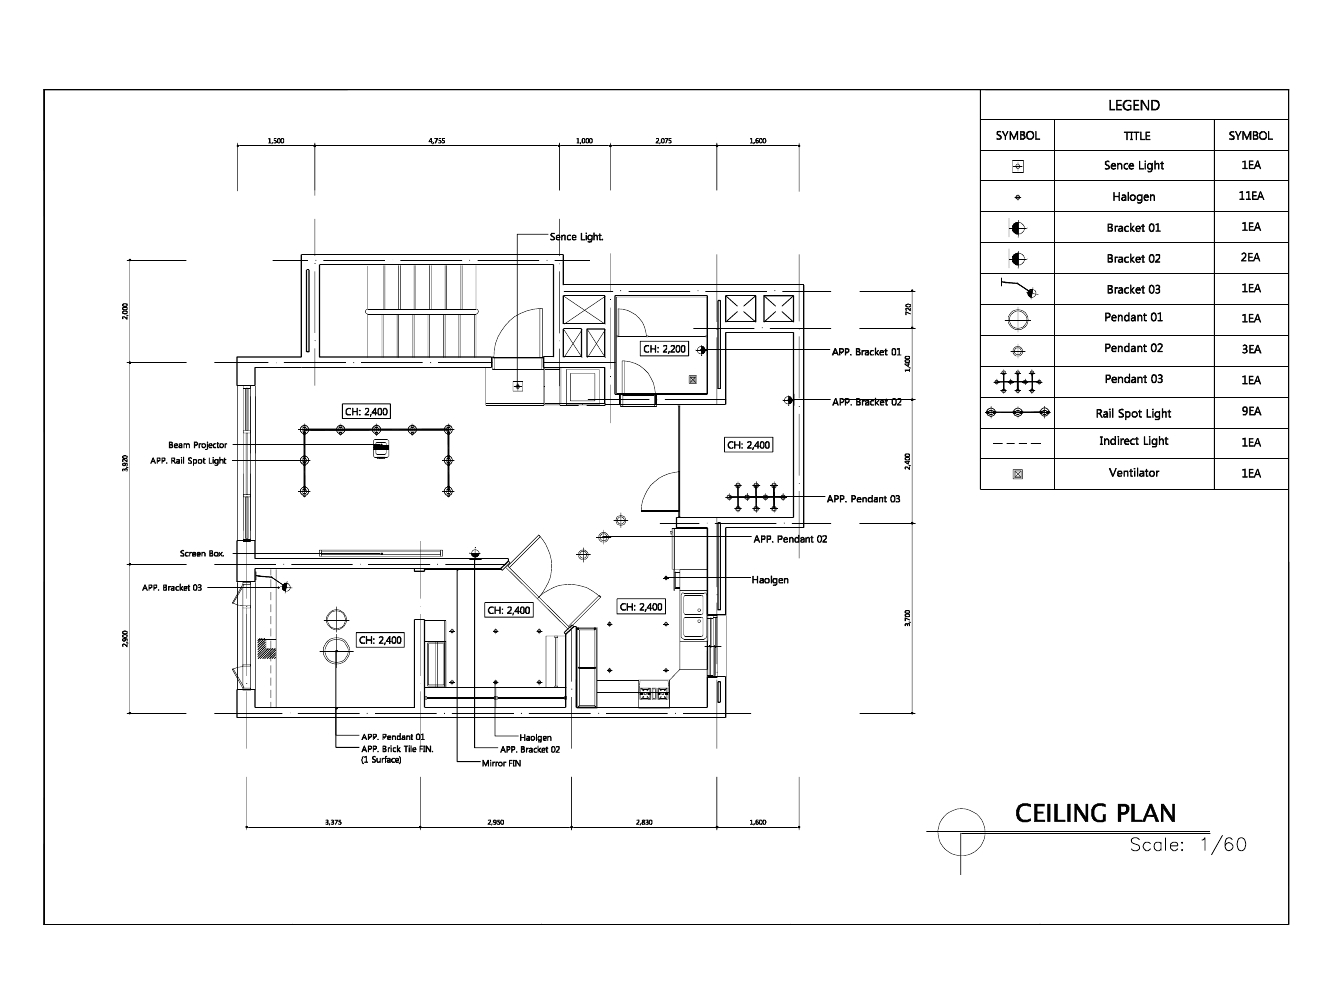 LEGEND
SYMBOL TITLE SYMBOL
Sence Light 1EA
Halogen 11EA
Bracket 01 1EA
Bracket 02 2EA
Bracket 03 1EA
Pendant 01 1EA
Pendant 02 3EA
Pendant 03 1EA
Rail Spot Light 9EA
Indirect Light 1EA
Ventilator 1EA
1,500 4,755 1,000 2,075 1,600
Sence Light.
2,000
720
CH: 2,200
APP. Bracket 01
1,400
APP. Bracket 02
CH: 2,400
Beam Projector
CH: 2,400
APP. Rail Spot Light
3,920
2,400
APP. Pendant 03
APP. Pendant 02
Screen Box.
Haolgen
APP. Bracket 03
CH: 2,400
CH: 2,400
3,700
CH: 2,400
2,900
APP. Pendant 01
Haolgen
APP. Brick Tile FIN.
APP. Bracket 02
(1 Surface)
Mirror FIN
3,375 2,950 2,830 1,600
CEILING PLAN
Scale: 1/60